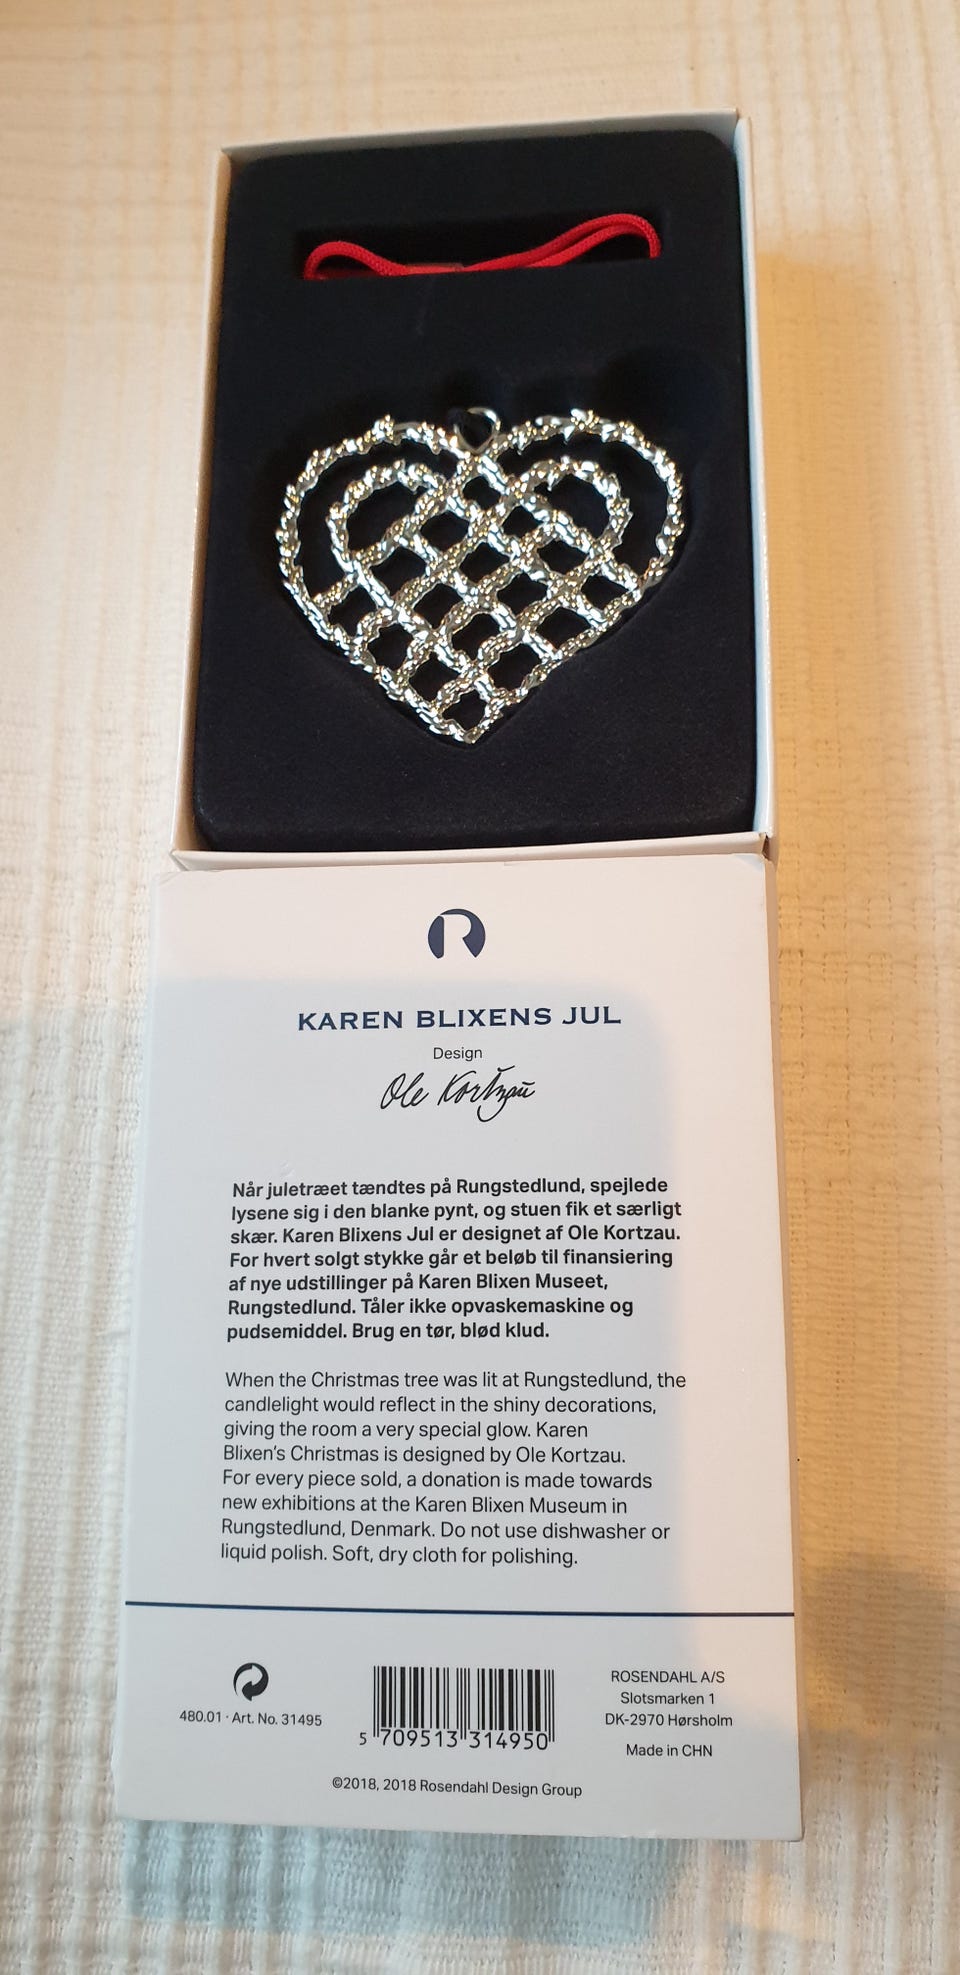 R
KAREN BLIXENS JUL
Design
Ole Kortzau
Når juletræet tændtes på Rungstedlund, spejlede
lysene sig i den blanke pynt, og stuen fik et særligt
skær. Karen Blixens Jul er designet af Ole Kortzau.
For hvert solgt stykke går et beløb til finansiering
af nye udstillinger på Karen Blixen Museet,
Rungstedlund. Tåler ikke opvaskemaskine og
pudsemiddel. Brug en tør, blød klud.
When the Christmas tree was lit at Rungstedlund, the
candlelight would reflect in the shiny decorations,
giving the room a very special glow. Karen
Blixen's Christmas is designed by Ole Kortzau.
For every piece sold, a donation is made towards
new exhibitions at the Karen Blixen Museum in
Rungstedlund, Denmark. Do not use dishwasher or
liquid polish. Soft, dry cloth for polishing.
480.01 · Art. No. 31495
5 709513 314950
ROSENDAHL A/S
Slotsmarken 1
DK-2970 Hørsholm
Made in CHN
©2018, 2018 Rosendahl Design Group